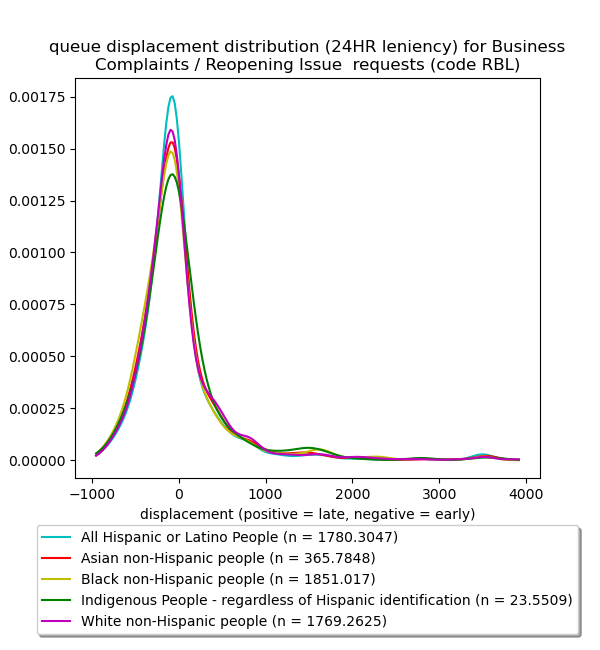 queue displacement distribution (24HR leniency) for Business
Complaints / Reopening Issue  requests (code RBL)
0.00175
0.00150
0.00125
0.00100
0.00075
0.00050
0.00025
0.00000
−1000 0 1000 2000 3000 4000
displacement (positive = late, negative = early)
All Hispanic or Latino People (n = 1780.3047)
Asian non-Hispanic people (n = 365.7848)
Black non-Hispanic people (n = 1851.017)
Indigenous People - regardless of Hispanic identification (n = 23.5509)
White non-Hispanic people (n = 1769.2625)